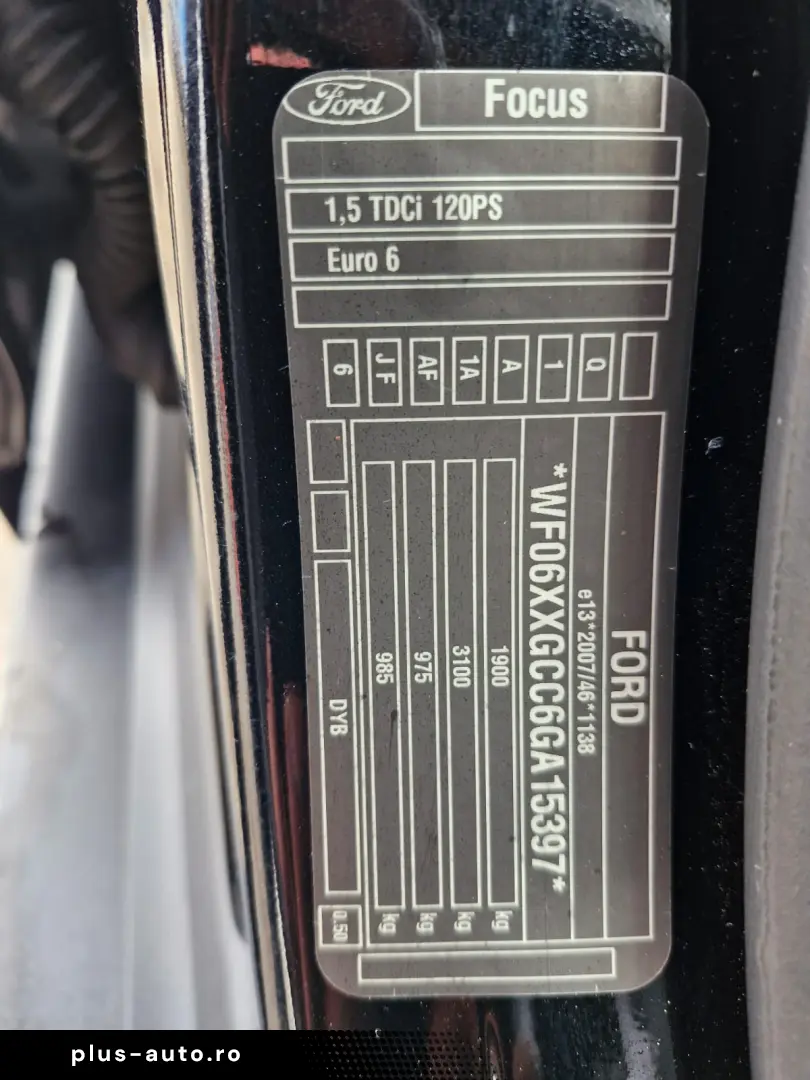 Ford
Focus
1,5 TDCi 120PS
Euro 6
6 JF AF 1A A 1 Q
FORD
e13*2007/46*1138
*WF06XXGCC6GA15397*
1900 kg
3100 kg
975 kg
985 kg
DYB
0.50
plus-auto.ro